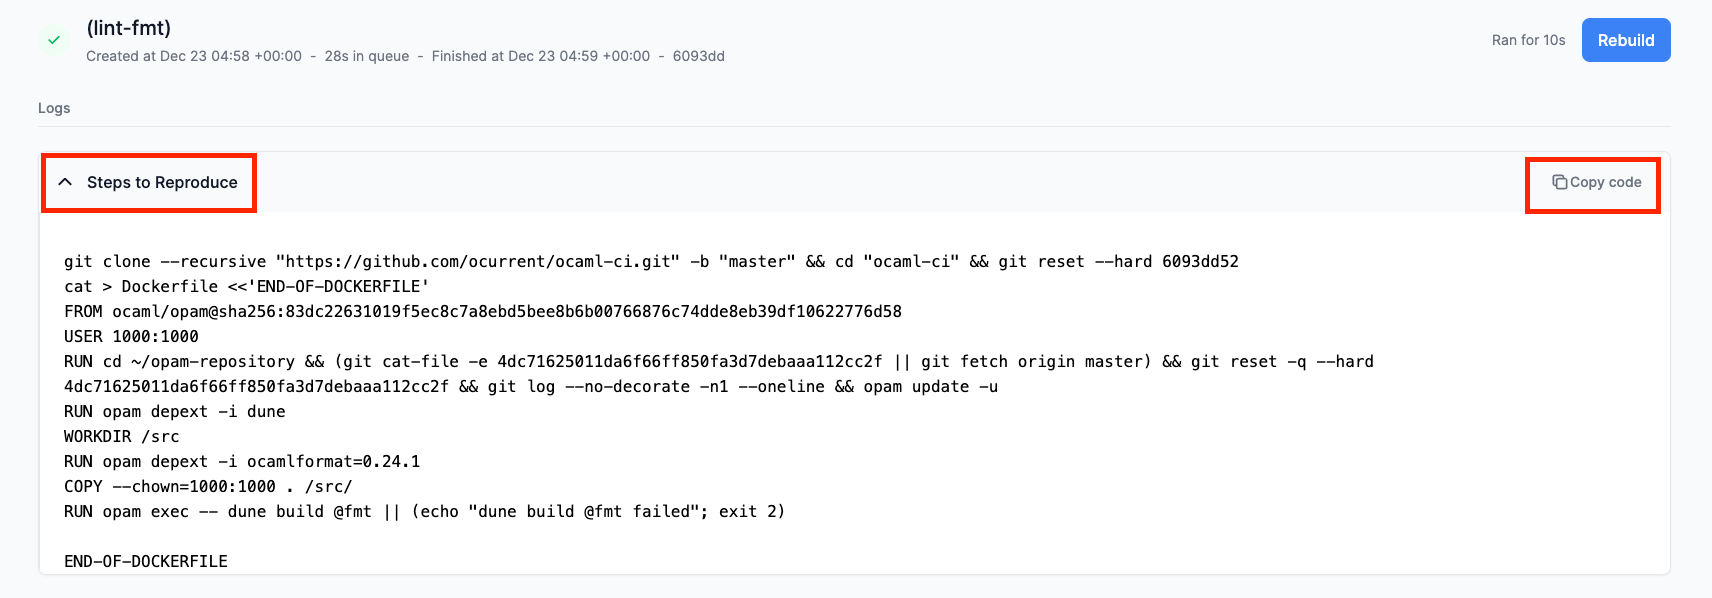 (lint-fmt)
Created at Dec 23 04:58 +00:00 - 28s in queue - Finished at Dec 23 04:59 +00:00 - 6093dd
Ran for 10s
Rebuild
Logs
Steps to Reproduce
Copy code
git clone --recursive "https://github.com/ocurrent/ocaml-ci.git" -b "master" && cd "ocaml-ci" && git reset --hard 6093dd52
cat > Dockerfile <<'END-OF-DOCKERFILE'
FROM ocaml/opam@sha256:83dc22631019f5ec8c7a8ebd5bee8b6b00766876c74dde8eb39df10622776d58
USER 1000:1000
RUN cd ~/opam-repository && (git cat-file -e 4dc71625011da6f66ff850fa3d7debaaa112cc2f || git fetch origin master) && git reset -q --hard
4dc71625011da6f66ff850fa3d7debaaa112cc2f && git log --no-decorate -n1 --oneline && opam update -u
RUN opam depext -i dune
WORKDIR /src
RUN opam depext -i ocamlformat=0.24.1
COPY --chown=1000:1000 . /src/
RUN opam exec -- dune build @fmt || (echo "dune build @fmt failed"; exit 2)
END-OF-DOCKERFILE